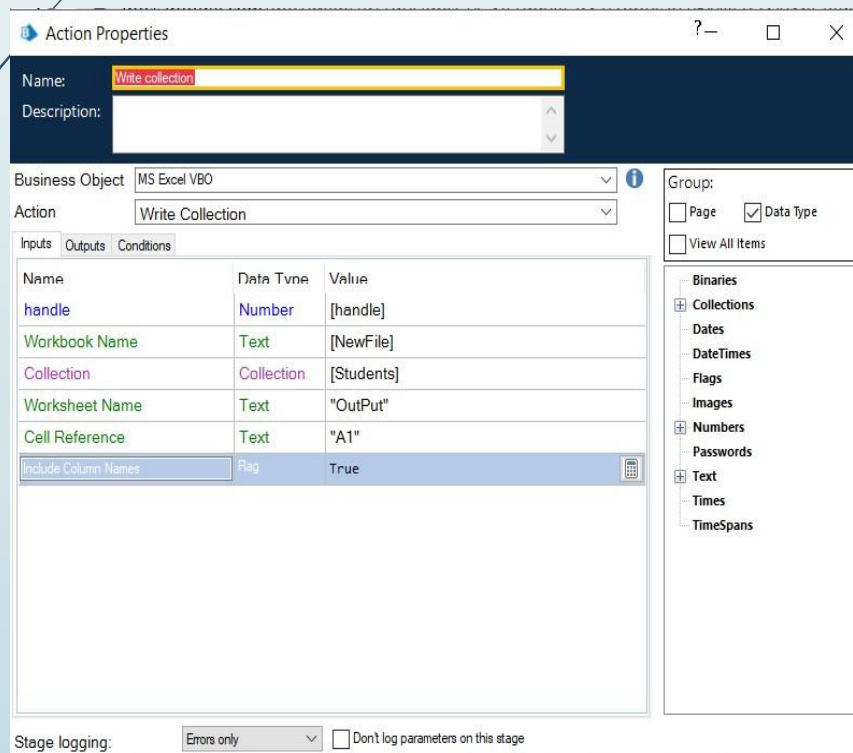 Action Properties
?
Name: Write collection
Description:
Business Object MS Excel VBO
Action Write Collection
Inputs Outputs Conditions
Name Data Type Value
handle Number [handle]
Workbook Name Text [NewFile]
Collection Collection [Students]
Worksheet Name Text "OutPut"
Cell Reference Text "A1"
Include Column Names Flag True
Group:
Page Data Type
View All Items
Binaries
Collections
Dates
DateTimes
Flags
Images
Numbers
Passwords
Text
Times
TimeSpans
Stage logging: Errors only Don't log parameters on this stage